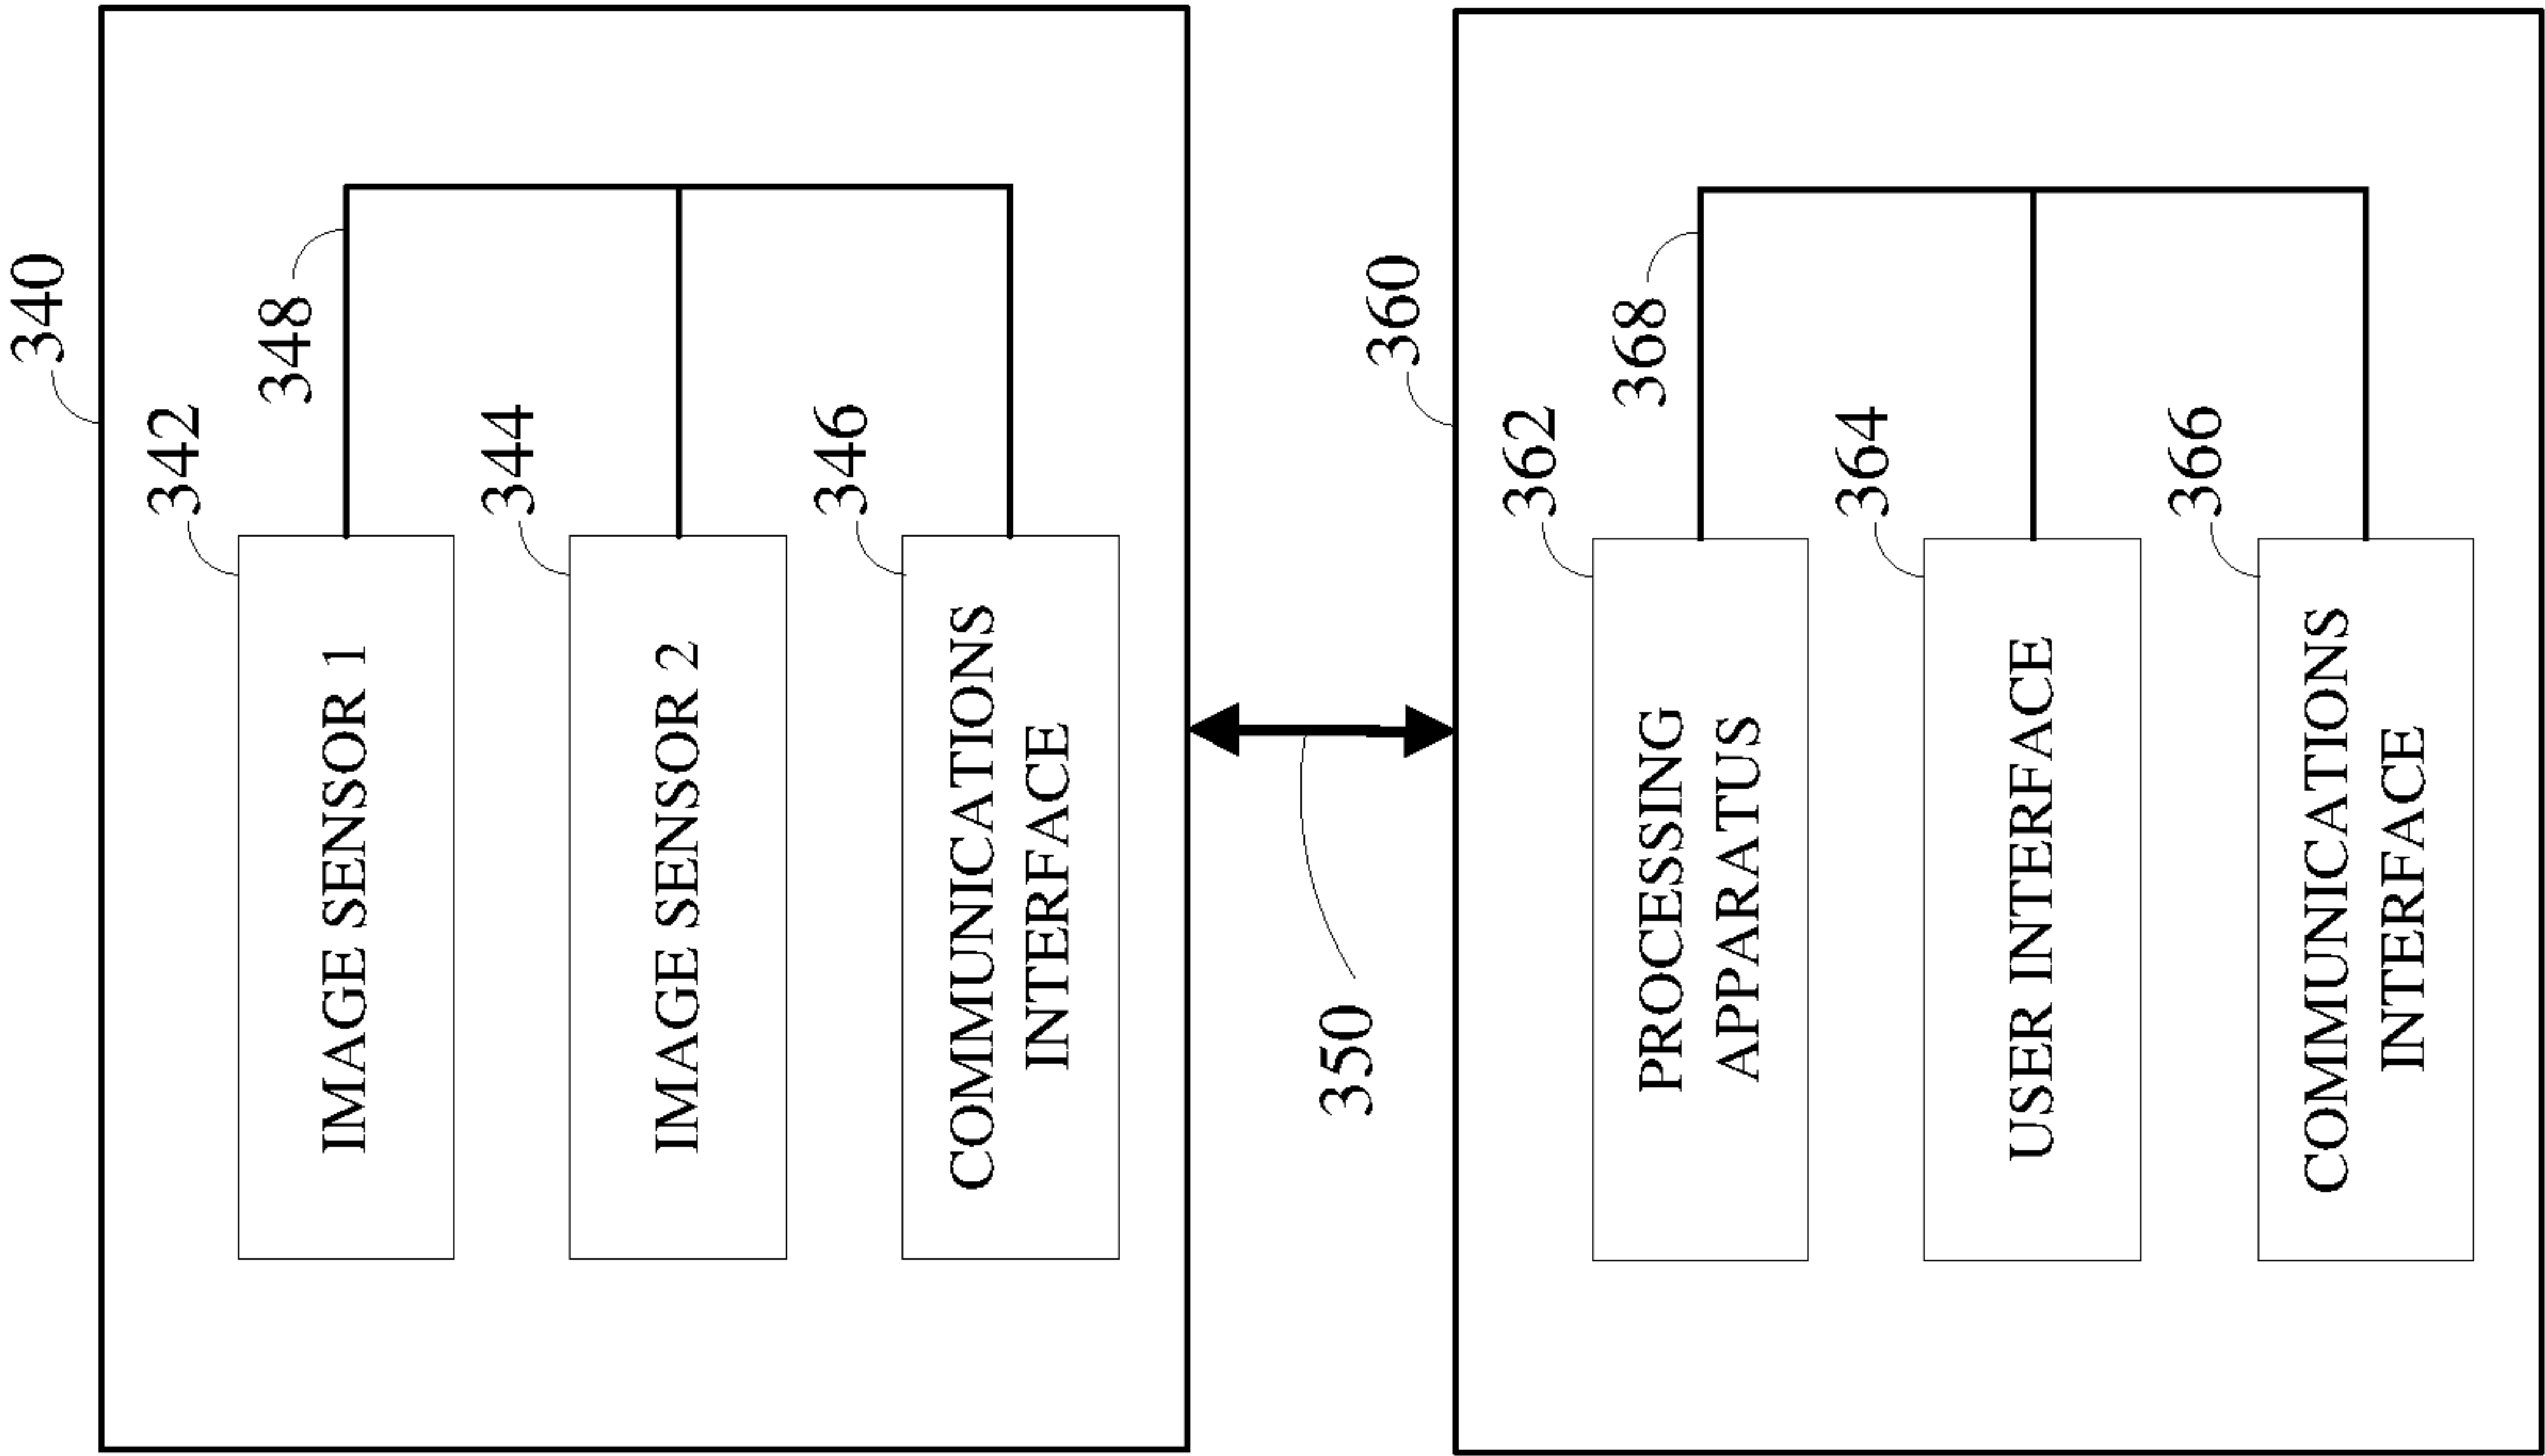 340
342
348
IMAGE SENSOR 1
344
IMAGE SENSOR 2
346
COMMUNICATIONS
INTERFACE
350
360
362
368
PROCESSING
APPARATUS
364
USER INTERFACE
366
COMMUNICATIONS
INTERFACE